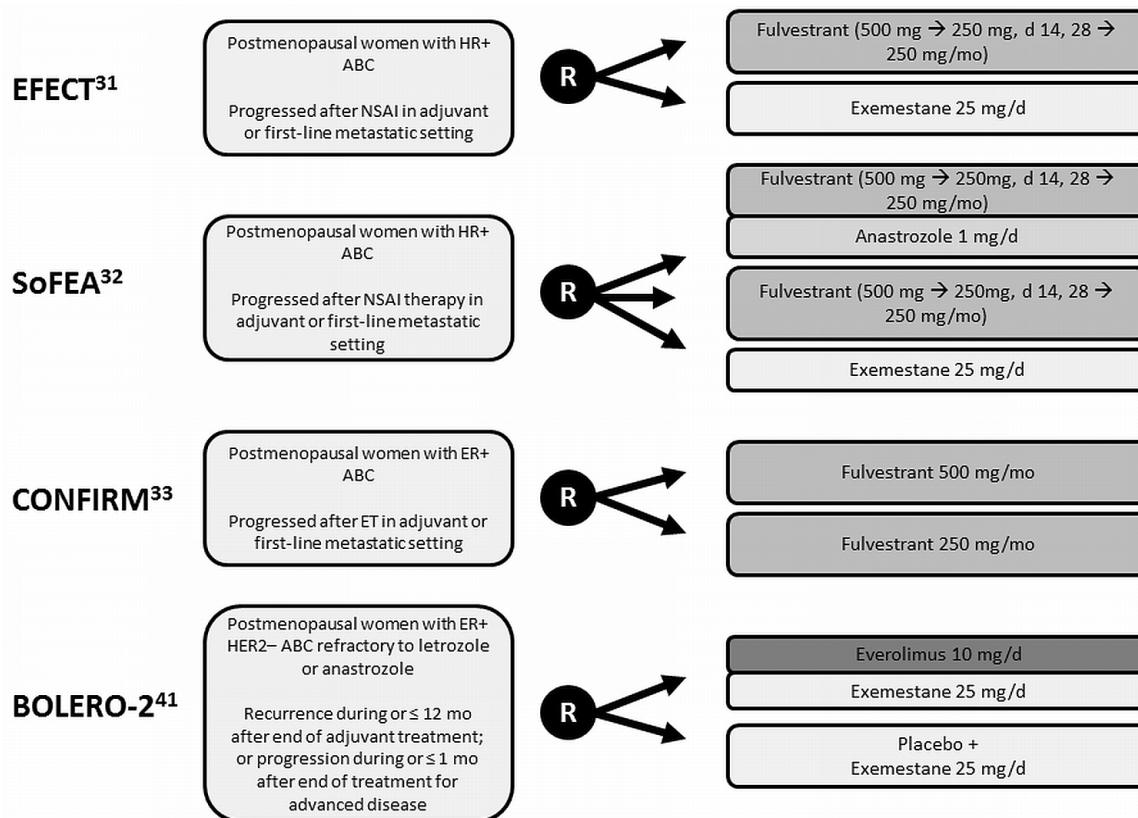 EFECT31
Postmenopausal women with HR+
ABC
Progressed after NSAI in adjuvant
or first-line metastatic setting
R
Fulvestrant (500 mg → 250 mg, d 14, 28 →
250 mg/mo)
Exemestane 25 mg/d
SoFEA32
Postmenopausal women with HR+
ABC
Progressed after NSAI therapy in
adjuvant or first-line metastatic
setting
R
Fulvestrant (500 mg → 250mg, d 14, 28 →
250 mg/mo)
Anastrozole 1 mg/d
Fulvestrant (500 mg → 250mg, d 14, 28 →
250 mg/mo)
Exemestane 25 mg/d
CONFIRM33
Postmenopausal women with ER+
ABC
Progressed after ET in adjuvant or
first-line metastatic setting
R
Fulvestrant 500 mg/mo
Fulvestrant 250 mg/mo
BOLERO-241
Postmenopausal women with ER+
HER2– ABC refractory to letrozole
or anastrozole
Recurrence during or ≤ 12 mo
after end of adjuvant treatment;
or progression during or ≤ 1 mo
after end of treatment for
advanced disease
R
Everolimus 10 mg/d
Exemestane 25 mg/d
Placebo +
Exemestane 25 mg/d